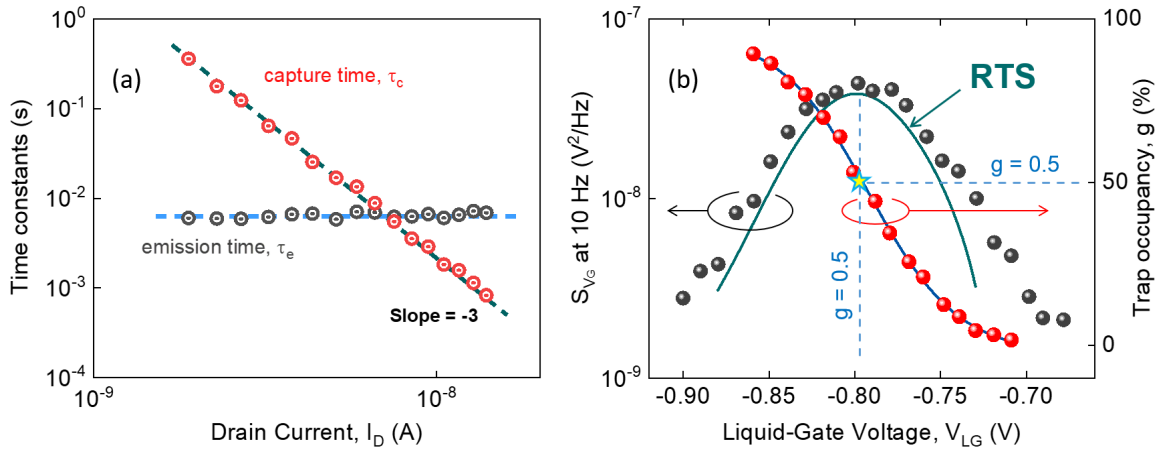 (a)
capture time, τc
emission time, τe
Slope = -3
10^0
10^-1
10^-2
10^-3
10^-4
10^-9
10^-8
Time constants (s)
Drain Current, ID (A)
(b)
RTS
g = 0.5
g = 0.5
10^-7
10^-8
10^-9
100
50
0
-0.90
-0.85
-0.80
-0.75
-0.70
SVG at 10 Hz (V^2/Hz)
Trap occupancy, g (%)
Liquid-Gate Voltage, VLG (V)